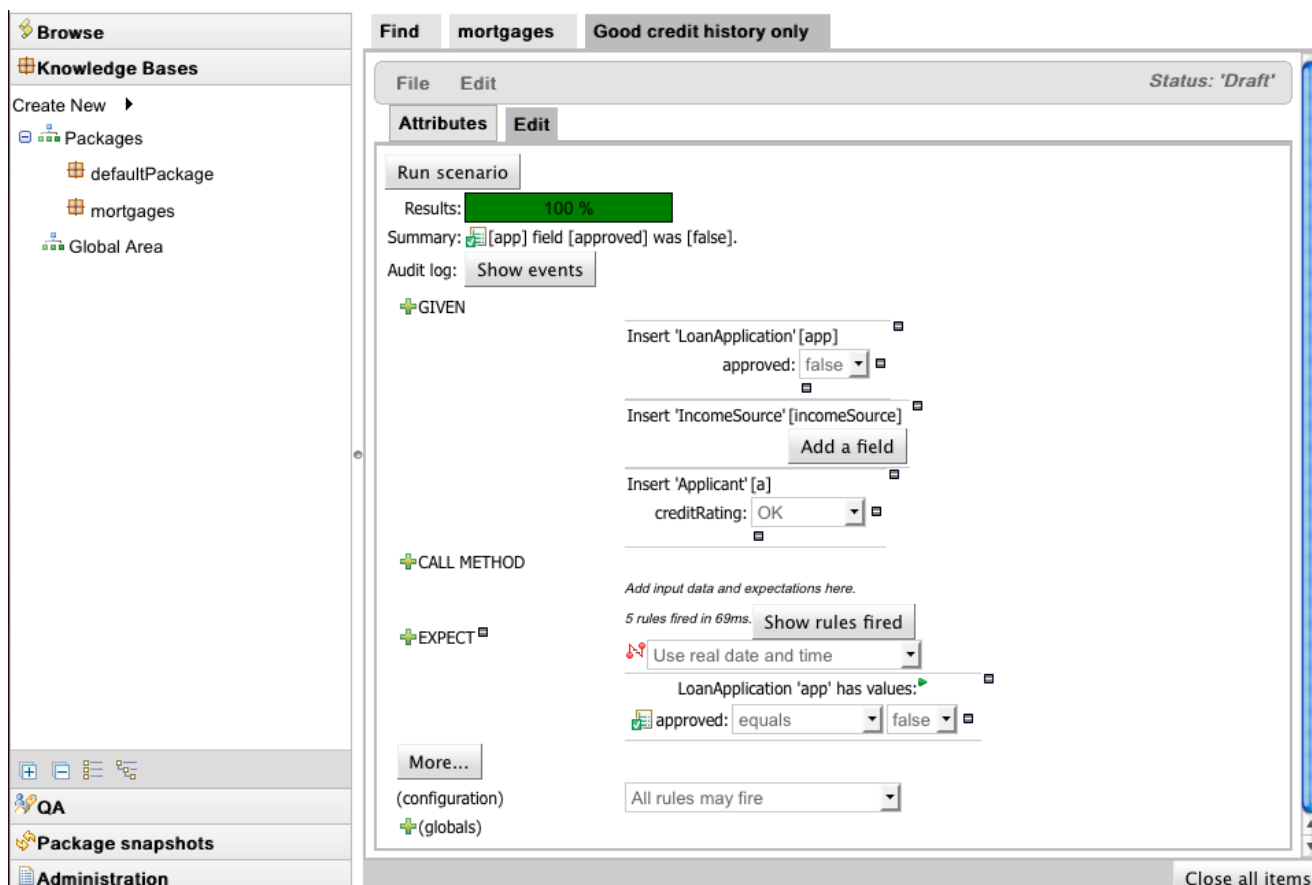 Browse
Knowledge Bases
Create New
Packages
defaultPackage
mortgages
Global Area
QA
Package snapshots
Administration
Find mortgages Good credit history only
File Edit Status: 'Draft'
Attributes Edit
Run scenario
Results: 100 %
Summary: [app] field [approved] was [false].
Audit log: Show events
GIVEN
Insert 'LoanApplication' [app]
approved: false
Insert 'IncomeSource' [incomeSource]
Add a field
Insert 'Applicant' [a]
creditRating: OK
CALL METHOD
Add input data and expectations here.
5 rules fired in 69ms. Show rules fired
EXPECT
Use real date and time
LoanApplication 'app' has values:
approved: equals false
More...
(configuration) All rules may fire
(globals)
Close all items